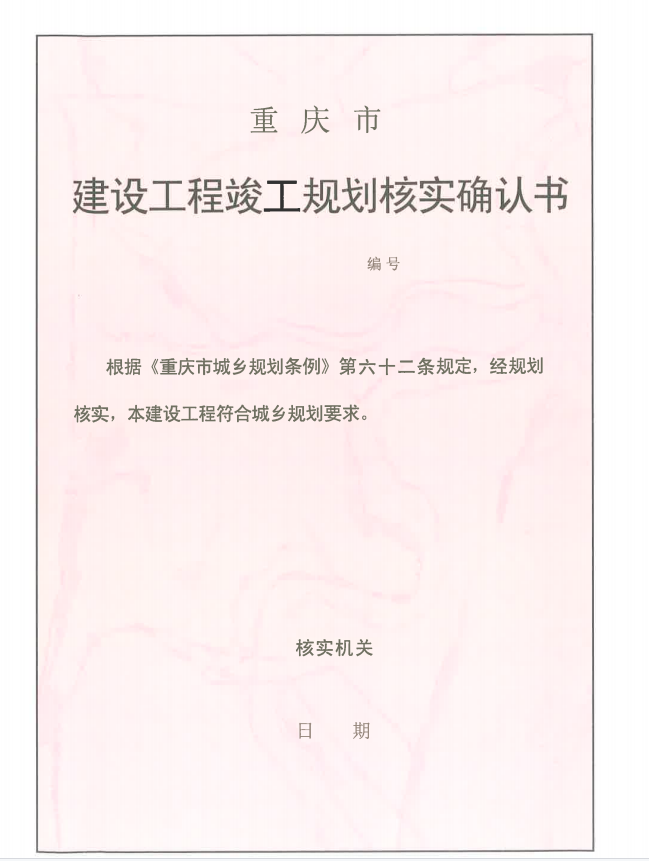 重庆市
建设工程竣工规划核实确认书
编号
根据《重庆市城乡规划条例》第六十二条规定，经规划
核实，本建设工程符合城乡规划要求。
核实机关
日 期